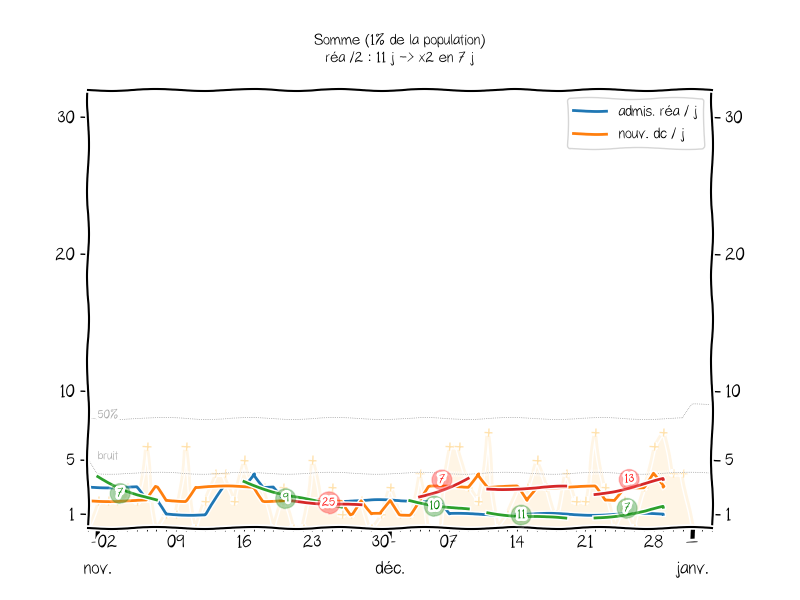 Somme (1% de la population)
réa /2 : 11 j -> x2 en 7 j
admis. réa / j
nouv. dc / j
30 30
20 20
10 10
5 5
1 1
50%
bruit
7 9 25 10 7 11 13 7
02 09 16 23 30 07 14 21 28
nov. déc. janv.